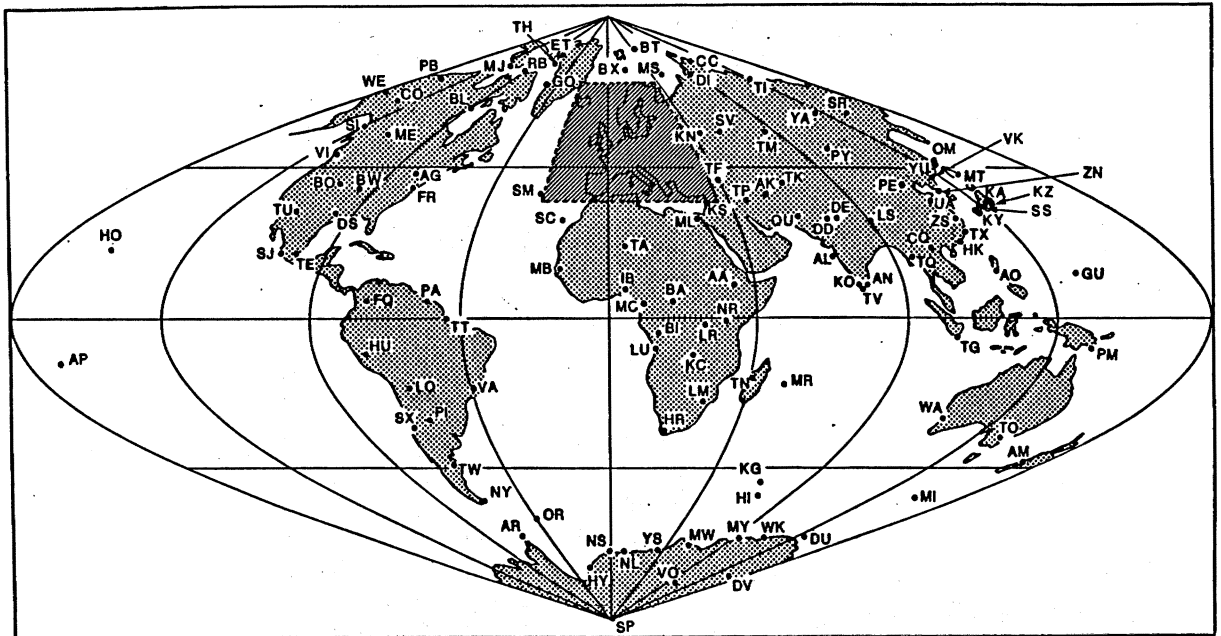 TH
ET
BT
PB
MJ
RB
BX
MS
CC
WE
GO
DI
TI
CO
BL
SR
SI
ME
KN
SV
YA
TM
VK
VI
PY
OM
YU
MT
ZN
AG
TF
BO
BW
FR
SM
TP
AK
TK
PE
KA
KZ
TU
DS
SC
KS
ML
OU
DE
DD
LS
UA
ZS
KY
SS
HO
SJ
TE
TA
AL
CO
TX
HK
MB
IB
AA
KO
AN
TV
TO
AO
GU
FQ
PA
MC
BA
NR
TT
BI
LR
AP
HU
LU
KC
TG
PM
LQ
VA
LM
TN
MR
SX
PI
HR
WA
TO
AM
TW
KG
NY
HI
MI
AR
OR
NS
NL
YS
MW
MY
WK
DU
HY
VO
DV
SP